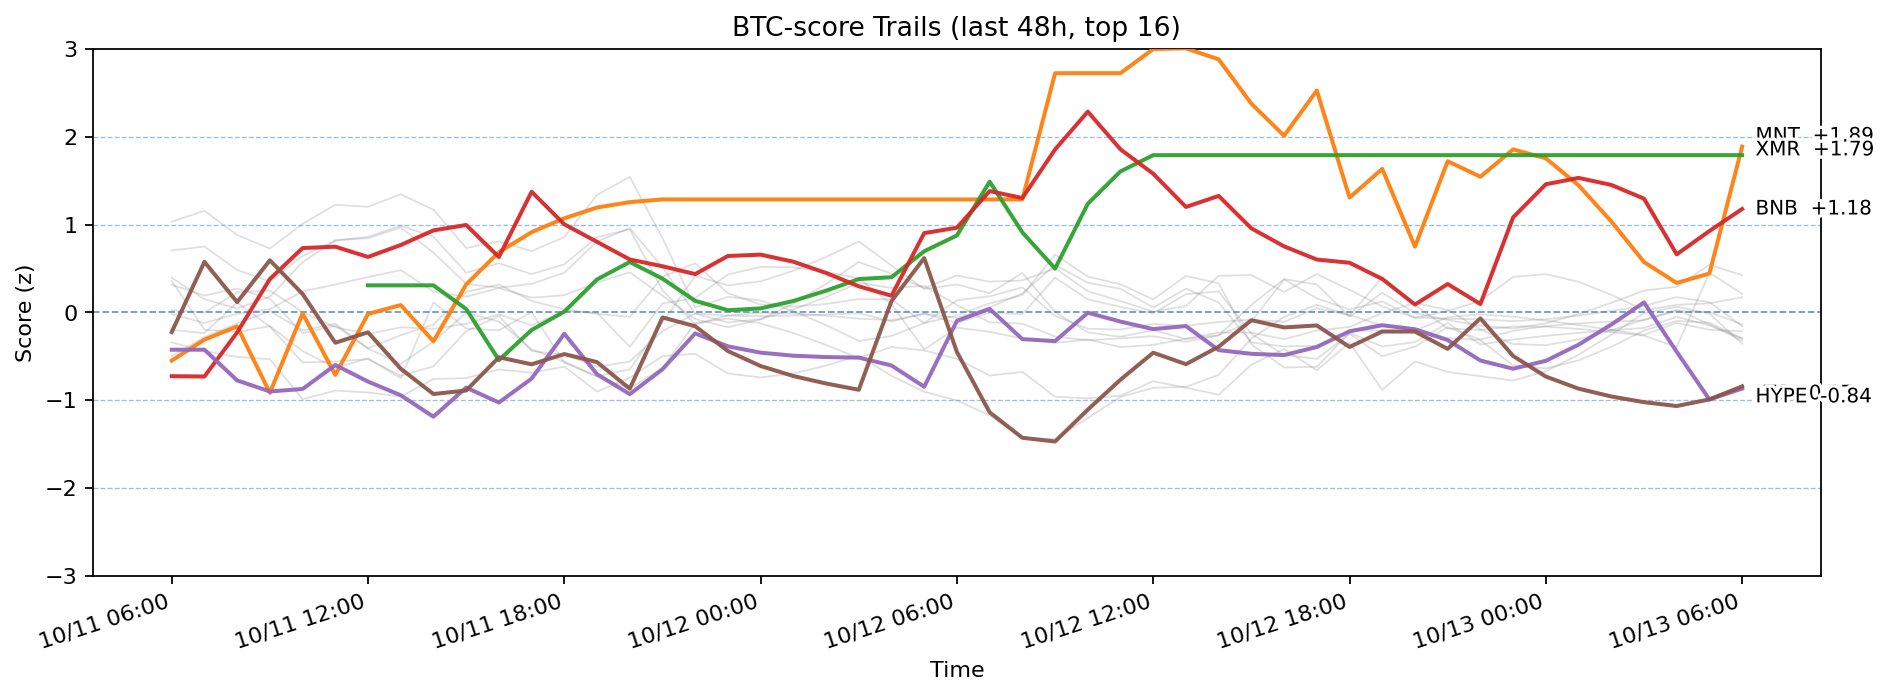 BTC-score Trails (last 48h, top 16)
Score (z)
3
2
1
0
−1
−2
−3
MNT +1.89
XMR +1.79
BNB +1.18
HYPE -0.84
10/11 06:00
10/11 12:00
10/11 18:00
10/12 00:00
10/12 06:00
10/12 12:00
10/12 18:00
10/13 00:00
10/13 06:00
Time